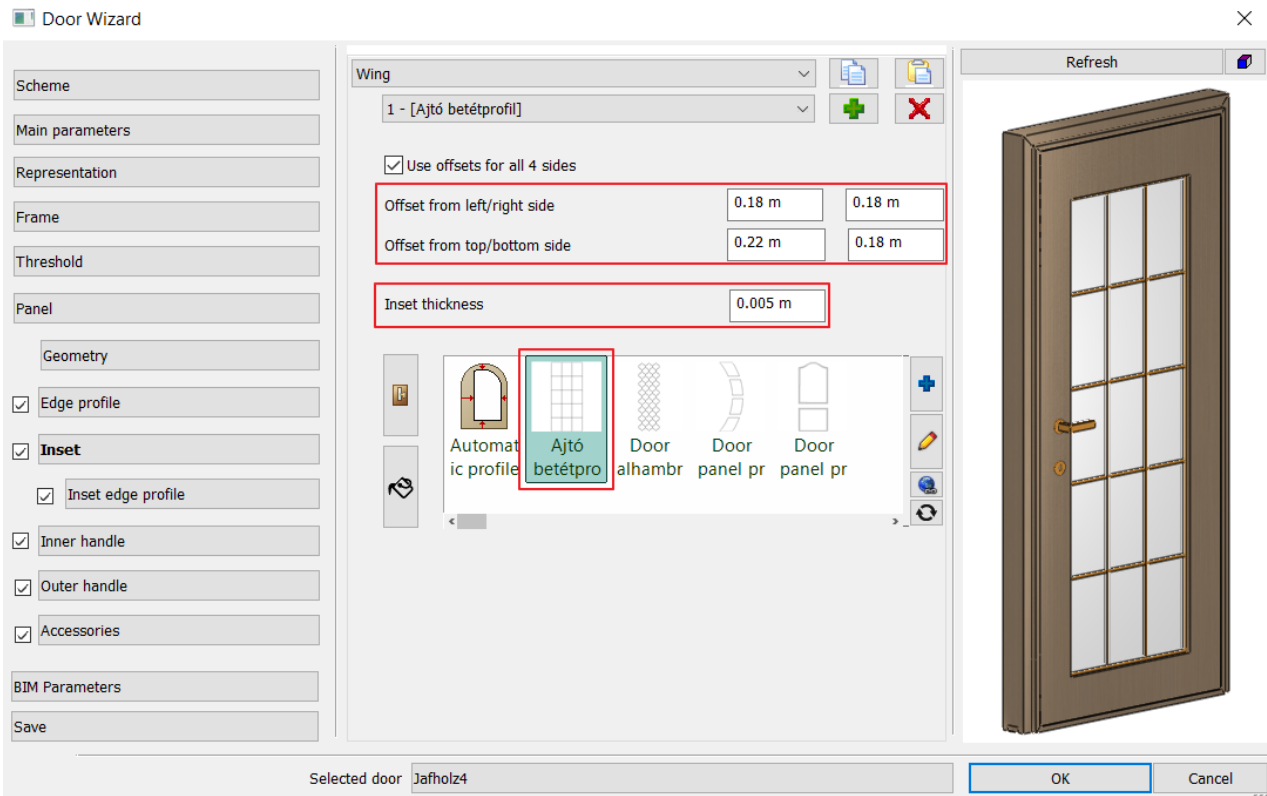 Door Wizard
Scheme
Main parameters
Representation
Frame
Threshold
Panel
Geometry
Edge profile
Inset
Inset edge profile
Inner handle
Outer handle
Accessories
BIM Parameters
Save
Wing
1 - [Ajtó betétprofil]
Use offsets for all 4 sides
Offset from left/right side 0.18 m 0.18 m
Offset from top/bottom side 0.22 m 0.18 m
Inset thickness 0.005 m
Automat
ic profile
Ajtó
betétpro
Door
alhambr
Door
panel pr
Door
panel pr
Refresh
Selected door Jafholz4
OK
Cancel